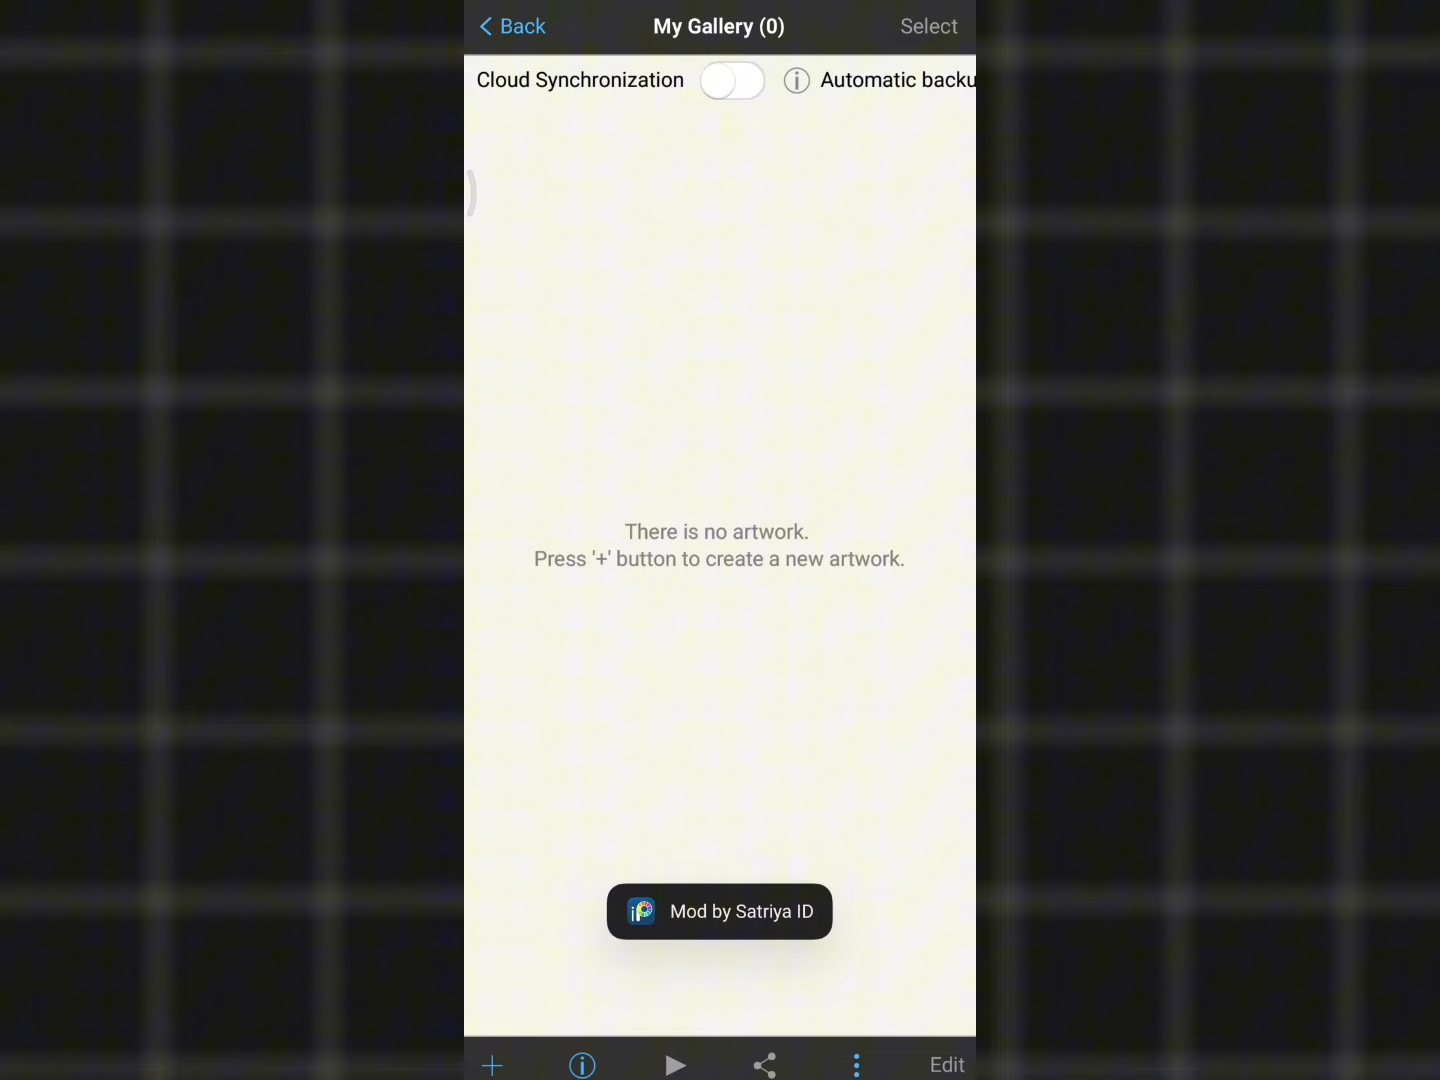 Back
My Gallery (0)
Select
Cloud Synchronization
Automatic backu
There is no artwork.
Press '+' button to create a new artwork.
iP
Mod by Satriya ID
Edit